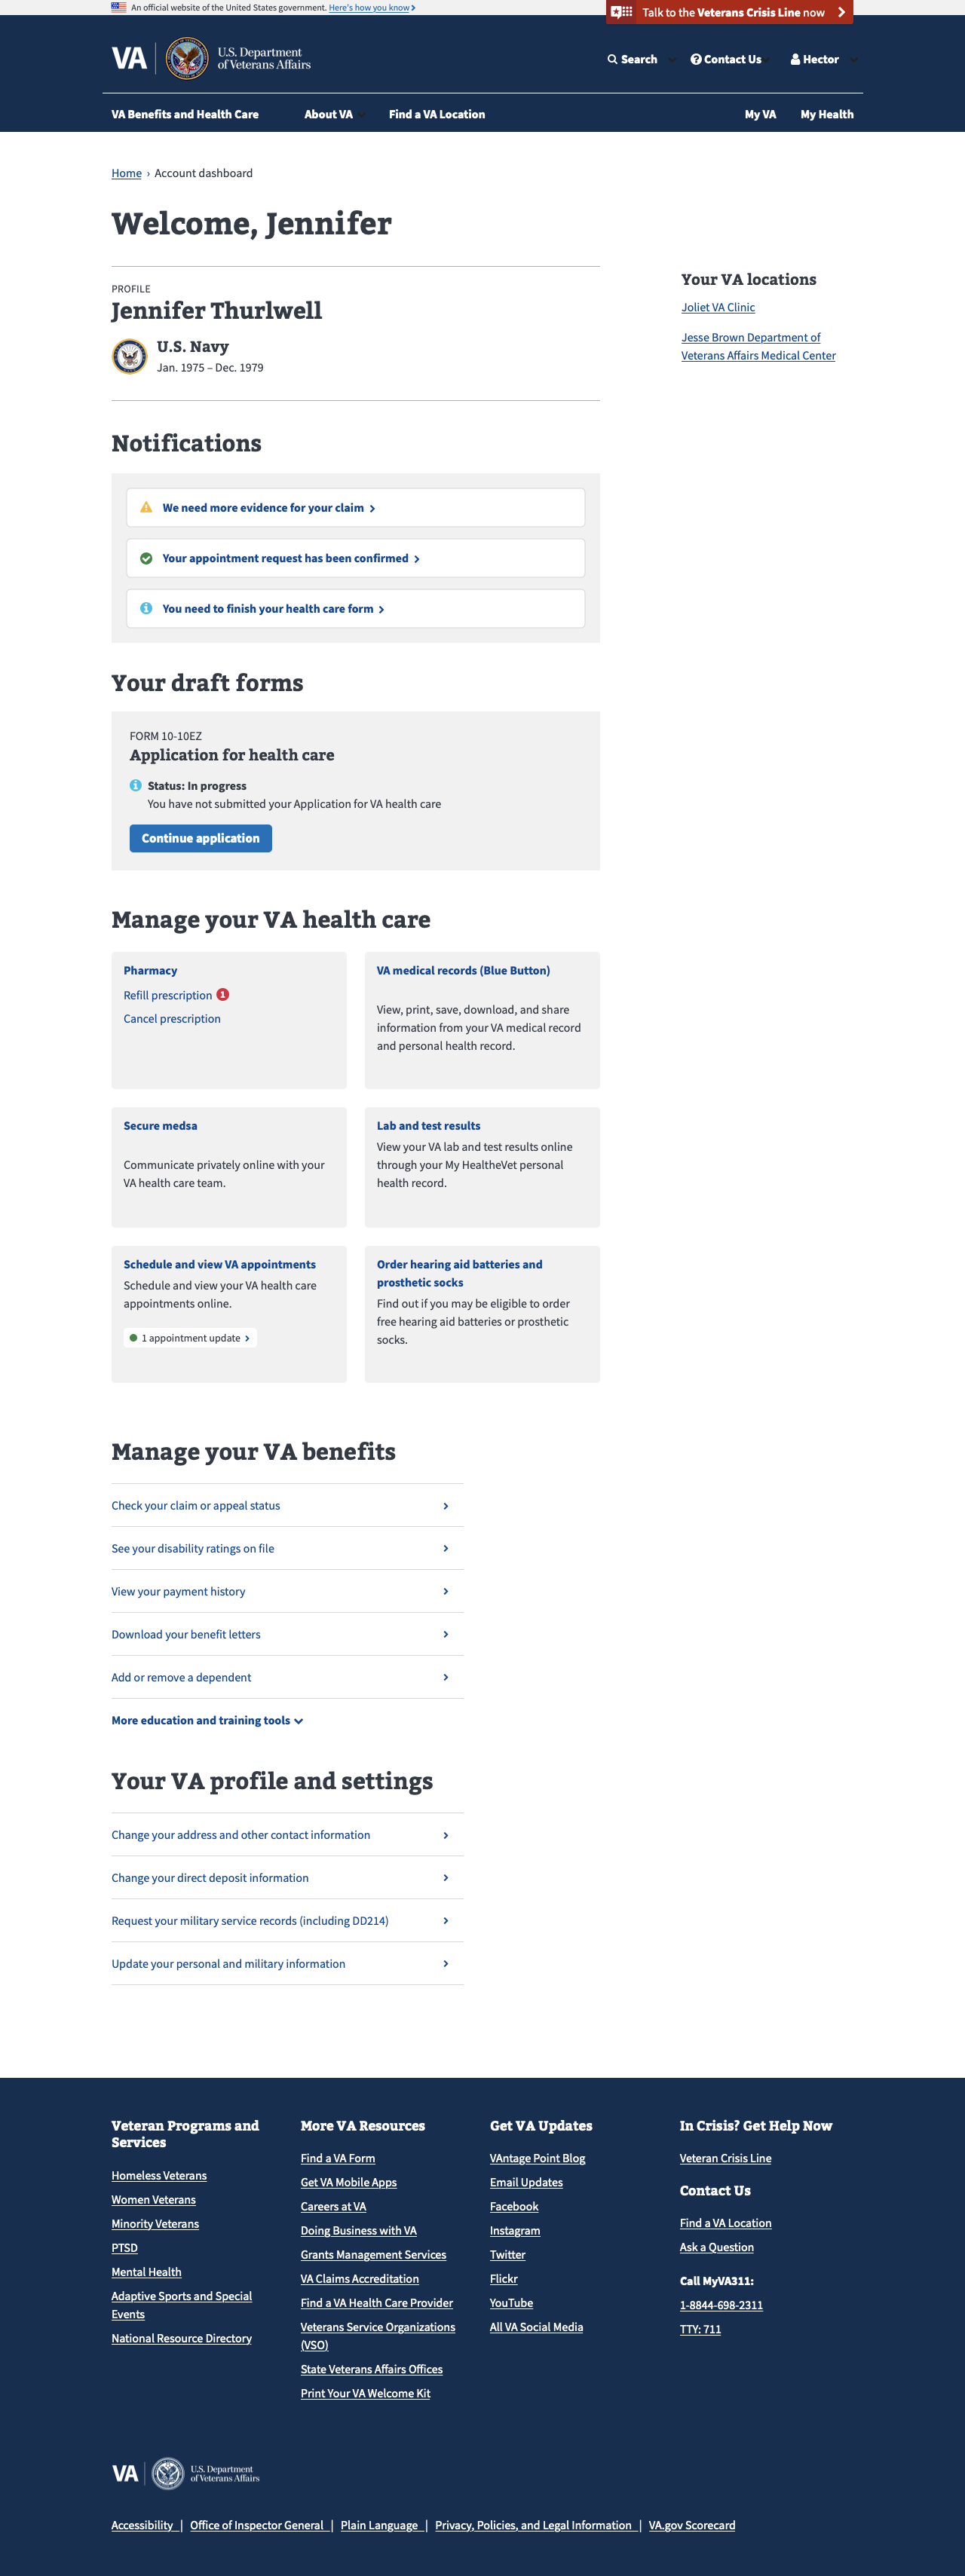 An official website of the United States government. Here's how you know
Talk to the Veterans Crisis Line now
VA
U.S. Department
of Veterans Affairs
Search
Contact Us
Hector
VA Benefits and Health Care
About VA
Find a VA Location
My VA
My Health
Home › Account dashboard
Welcome, Jennifer
PROFILE
Jennifer Thurlwell
U.S. Navy
Jan. 1975 – Dec. 1979
Your VA locations
Joliet VA Clinic
Jesse Brown Department of
Veterans Affairs Medical Center
Notifications
We need more evidence for your claim
Your appointment request has been confirmed
You need to finish your health care form
Your draft forms
FORM 10-10EZ
Application for health care
Status: In progress
You have not submitted your Application for VA health care
Continue application
Manage your VA health care
Pharmacy
Refill prescription 1
Cancel prescription
VA medical records (Blue Button)
View, print, save, download, and share
information from your VA medical record
and personal health record.
Secure medsa
Communicate privately online with your
VA health care team.
Lab and test results
View your VA lab and test results online
through your My HealtheVet personal
health record.
Schedule and view VA appointments
Schedule and view your VA health care
appointments online.
1 appointment update
Order hearing aid batteries and
prosthetic socks
Find out if you may be eligible to order
free hearing aid batteries or prosthetic
socks.
Manage your VA benefits
Check your claim or appeal status
See your disability ratings on file
View your payment history
Download your benefit letters
Add or remove a dependent
More education and training tools
Your VA profile and settings
Change your address and other contact information
Change your direct deposit information
Request your military service records (including DD214)
Update your personal and military information
Veteran Programs and
Services
Homeless Veterans
Women Veterans
Minority Veterans
PTSD
Mental Health
Adaptive Sports and Special
Events
National Resource Directory
More VA Resources
Find a VA Form
Get VA Mobile Apps
Careers at VA
Doing Business with VA
Grants Management Services
VA Claims Accreditation
Find a VA Health Care Provider
Veterans Service Organizations
(VSO)
State Veterans Affairs Offices
Print Your VA Welcome Kit
Get VA Updates
VAntage Point Blog
Email Updates
Facebook
Instagram
Twitter
Flickr
YouTube
All VA Social Media
In Crisis? Get Help Now
Veteran Crisis Line
Contact Us
Find a VA Location
Ask a Question
Call MyVA311:
1-8844-698-2311
TTY: 711
VA
U.S. Department
of Veterans Affairs
Accessibility | Office of Inspector General | Plain Language | Privacy, Policies, and Legal Information | VA.gov Scorecard